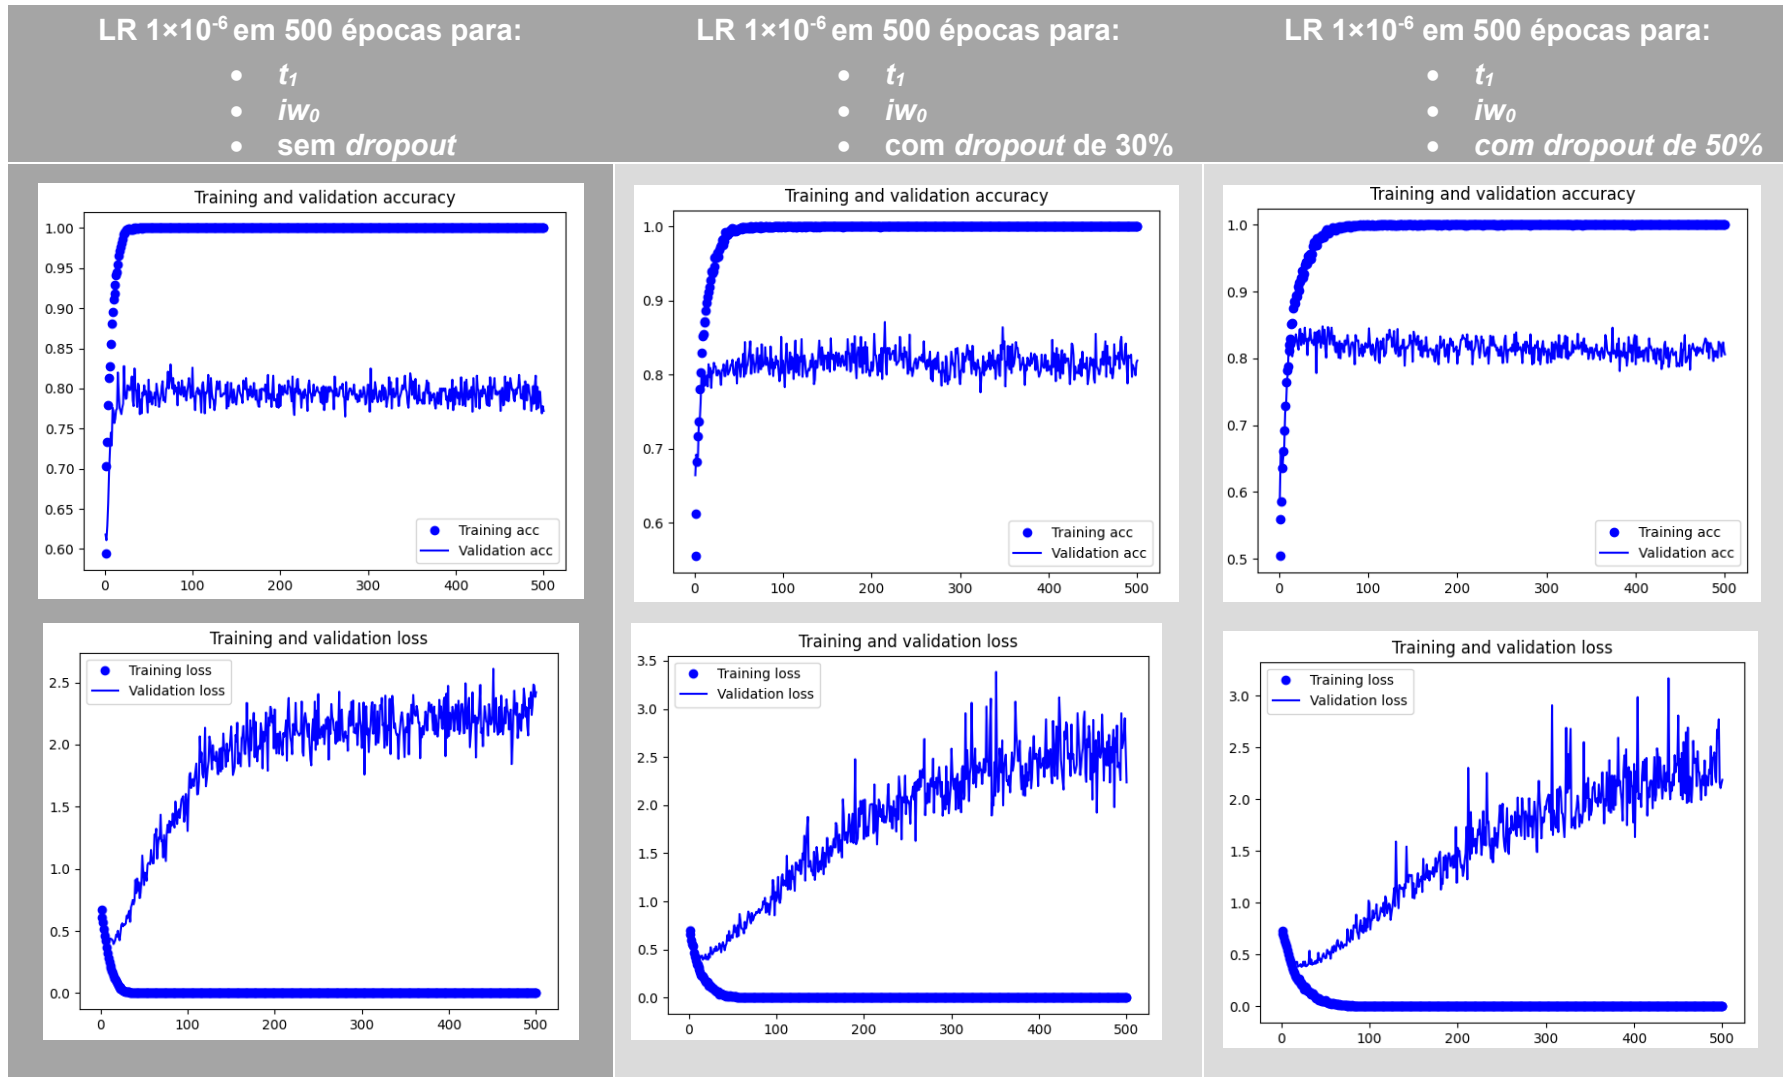 LR 1×10⁻⁶ em 500 épocas para:
• t₁
• iw₀
• sem dropout
LR 1×10⁻⁶ em 500 épocas para:
• t₁
• iw₀
• com dropout de 30%
LR 1×10⁻⁶ em 500 épocas para:
• t₁
• iw₀
• com dropout de 50%
Training and validation accuracy
1.00
0.95
0.90
0.85
0.80
0.75
0.70
0.65
0.60
Training acc
Validation acc
0 100 200 300 400 500
Training and validation accuracy
1.0
0.9
0.8
0.7
0.6
Training acc
Validation acc
0 100 200 300 400 500
Training and validation accuracy
1.0
0.9
0.8
0.7
0.6
0.5
Training acc
Validation acc
0 100 200 300 400 500
Training and validation loss
Training loss
Validation loss
2.5
2.0
1.5
1.0
0.5
0.0
0 100 200 300 400 500
Training and validation loss
3.5
Training loss
Validation loss
3.0
2.5
2.0
1.5
1.0
0.5
0.0
0 100 200 300 400 500
Training and validation loss
Training loss
3.0
Validation loss
2.5
2.0
1.5
1.0
0.5
0.0
0 100 200 300 400 500